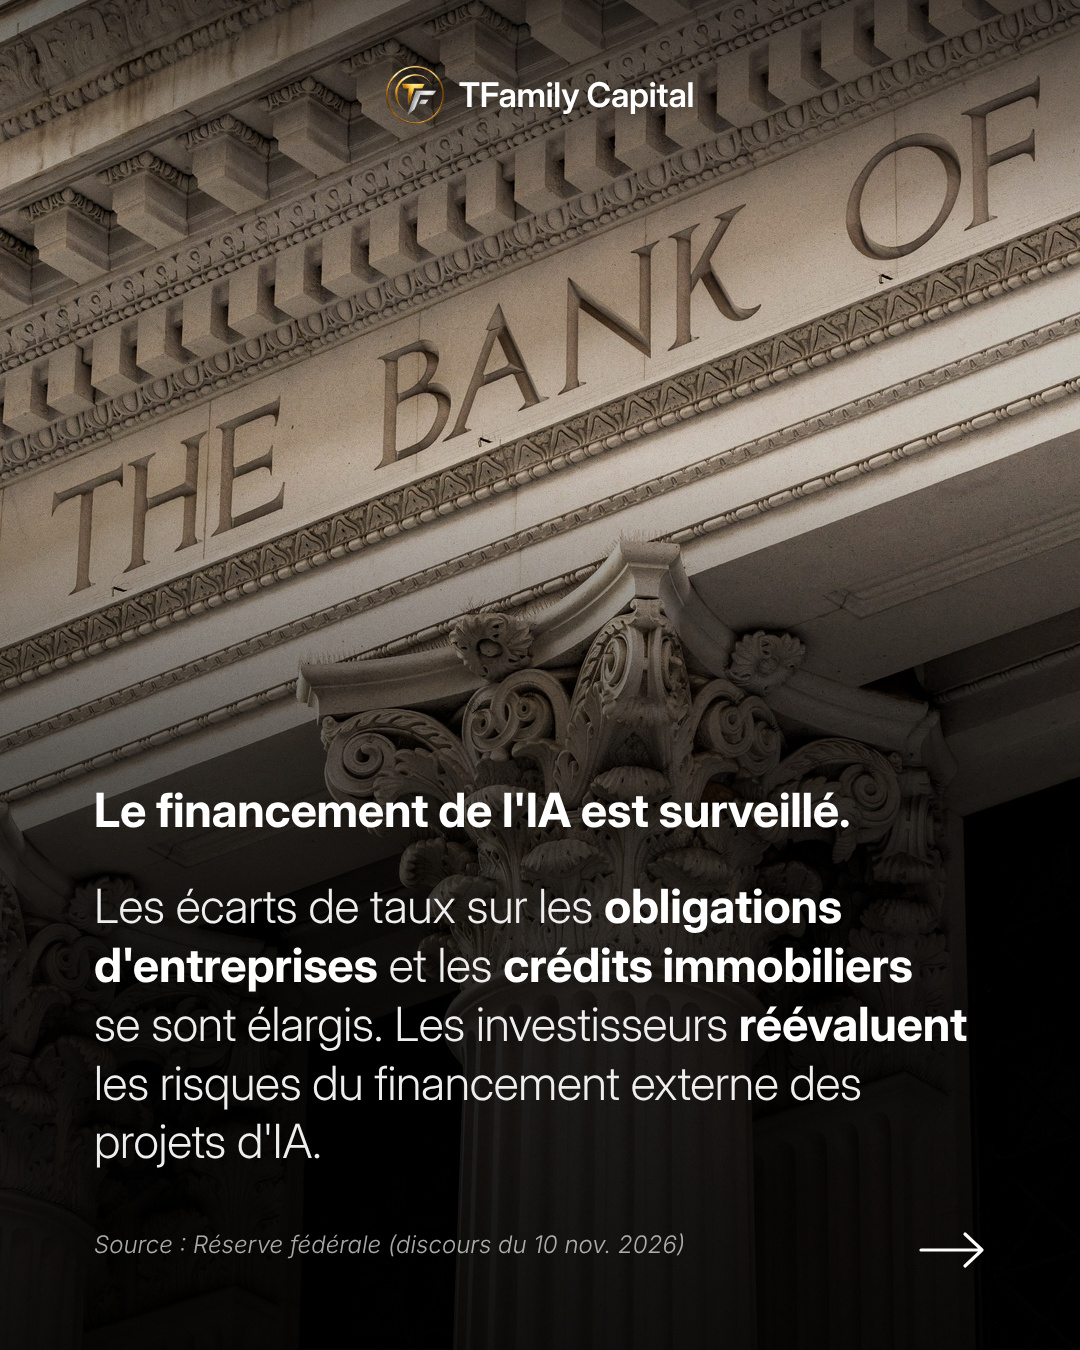 TF TFamily Capital
THE BANK OF
Le financement de l'IA est surveillé.
Les écarts de taux sur les obligations
d'entreprises et les crédits immobiliers
se sont élargis. Les investisseurs réévaluent
les risques du financement externe des
projets d'IA.
Source : Réserve fédérale (discours du 10 nov. 2026)